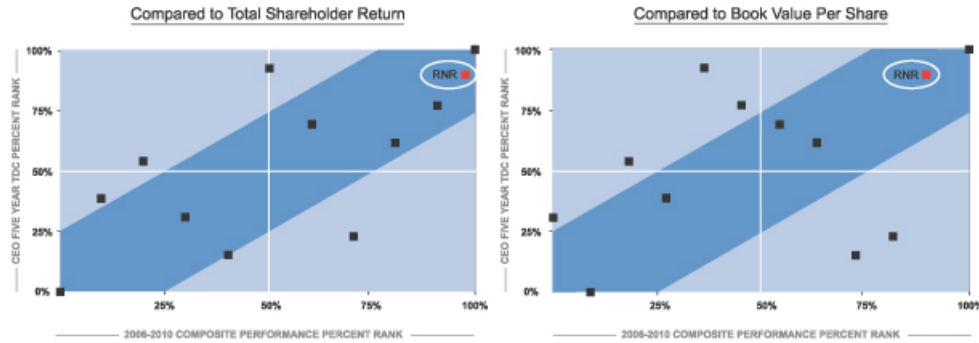 Compared to Total Shareholder Return
CEO FIVE YEAR TDC PERCENT RANK
100%
75%
50%
25%
0%
RNR
25%
50%
75%
100%
2006-2010 COMPOSITE PERFORMANCE PERCENT RANK
Compared to Book Value Per Share
CEO FIVE YEAR TDC PERCENT RANK
100%
75%
50%
25%
0%
RNR
25%
50%
75%
100%
2006-2010 COMPOSITE PERFORMANCE PERCENT RANK